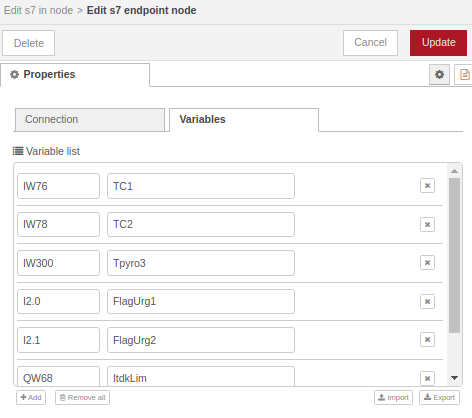 Edit s7 in node > Edit s7 endpoint node
Delete Cancel Update
Properties
Connection Variables
Variable list
IW76 TC1
IW78 TC2
IW300 Tpyro3
I2.0 FlagUrg1
I2.1 FlagUrg2
QW68 ItdkLim
+Add Remove all Import Export